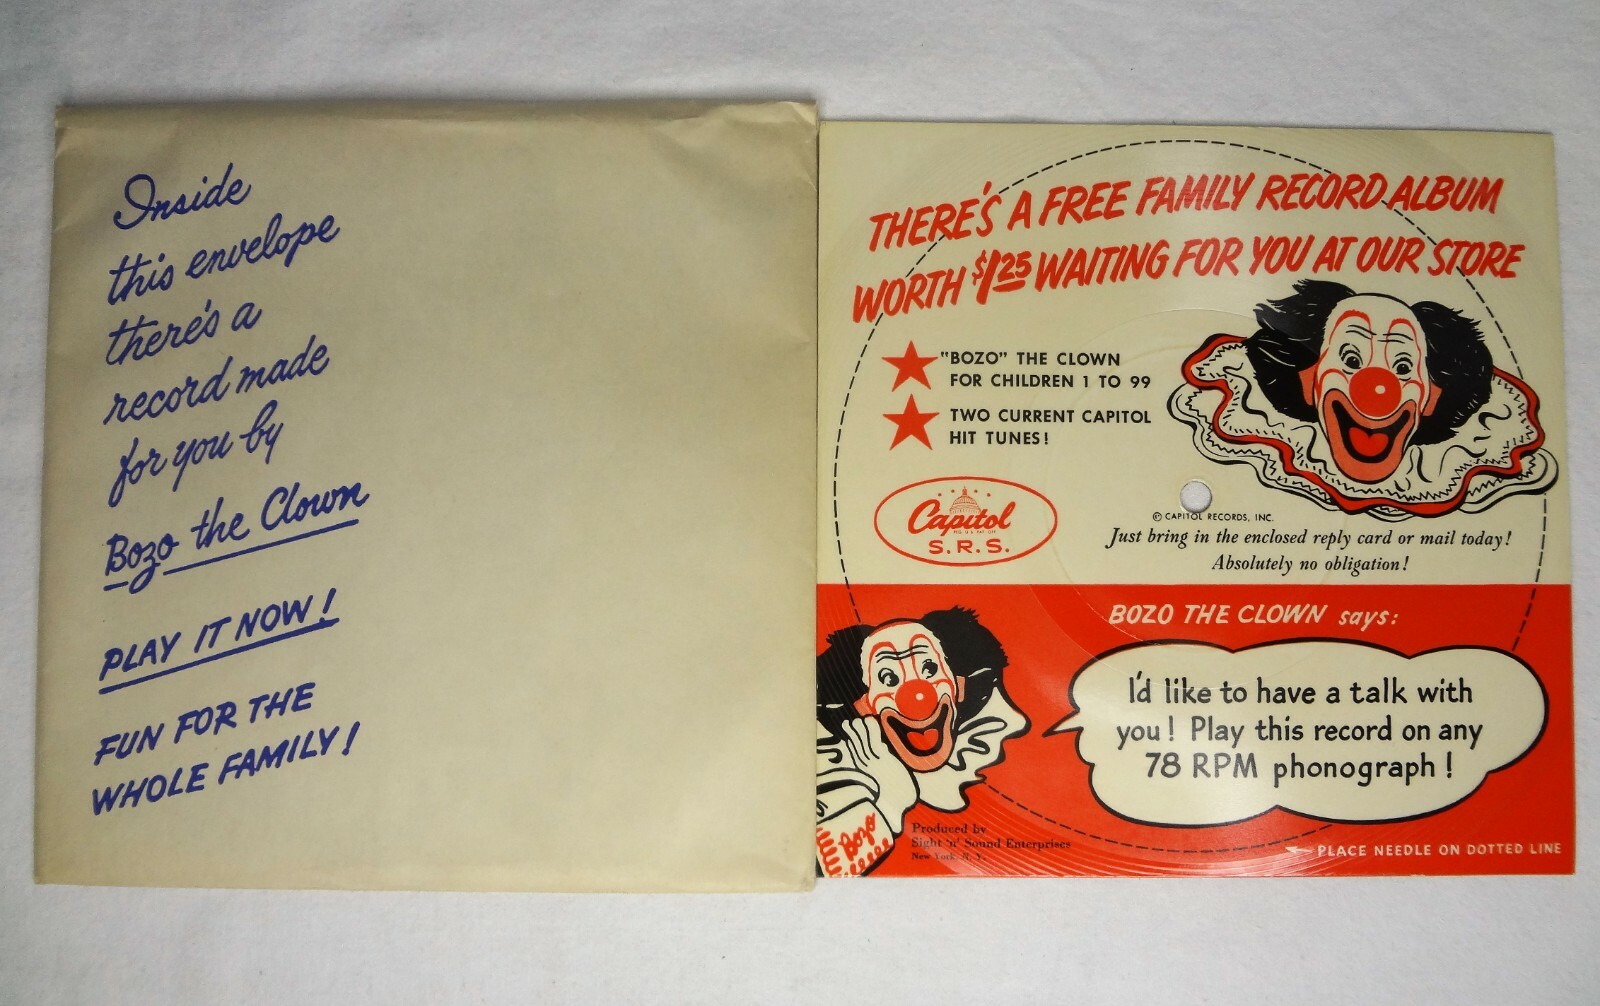 Inside
this envelope
there's a
record made
for you by
Bozo the Clown
PLAY IT NOW!
FUN FOR THE
WHOLE FAMILY!
THERE'S A FREE FAMILY RECORD ALBUM
WORTH $1.25 WAITING FOR YOU AT OUR STORE
"BOZO" THE CLOWN
FOR CHILDREN 1 TO 99
TWO CURRENT CAPITOL
HIT TUNES!
Capitol
S.R.S.
© CAPITOL RECORDS, INC.
Just bring in the enclosed reply card or mail today!
Absolutely no obligation!
BOZO THE CLOWN says:
I'd like to have a talk with
you! Play this record on any
78 RPM phonograph!
Bozo
Produced by
Sight 'n' Sound Enterprises
New York, N. Y.
PLACE NEEDLE ON DOTTED LINE